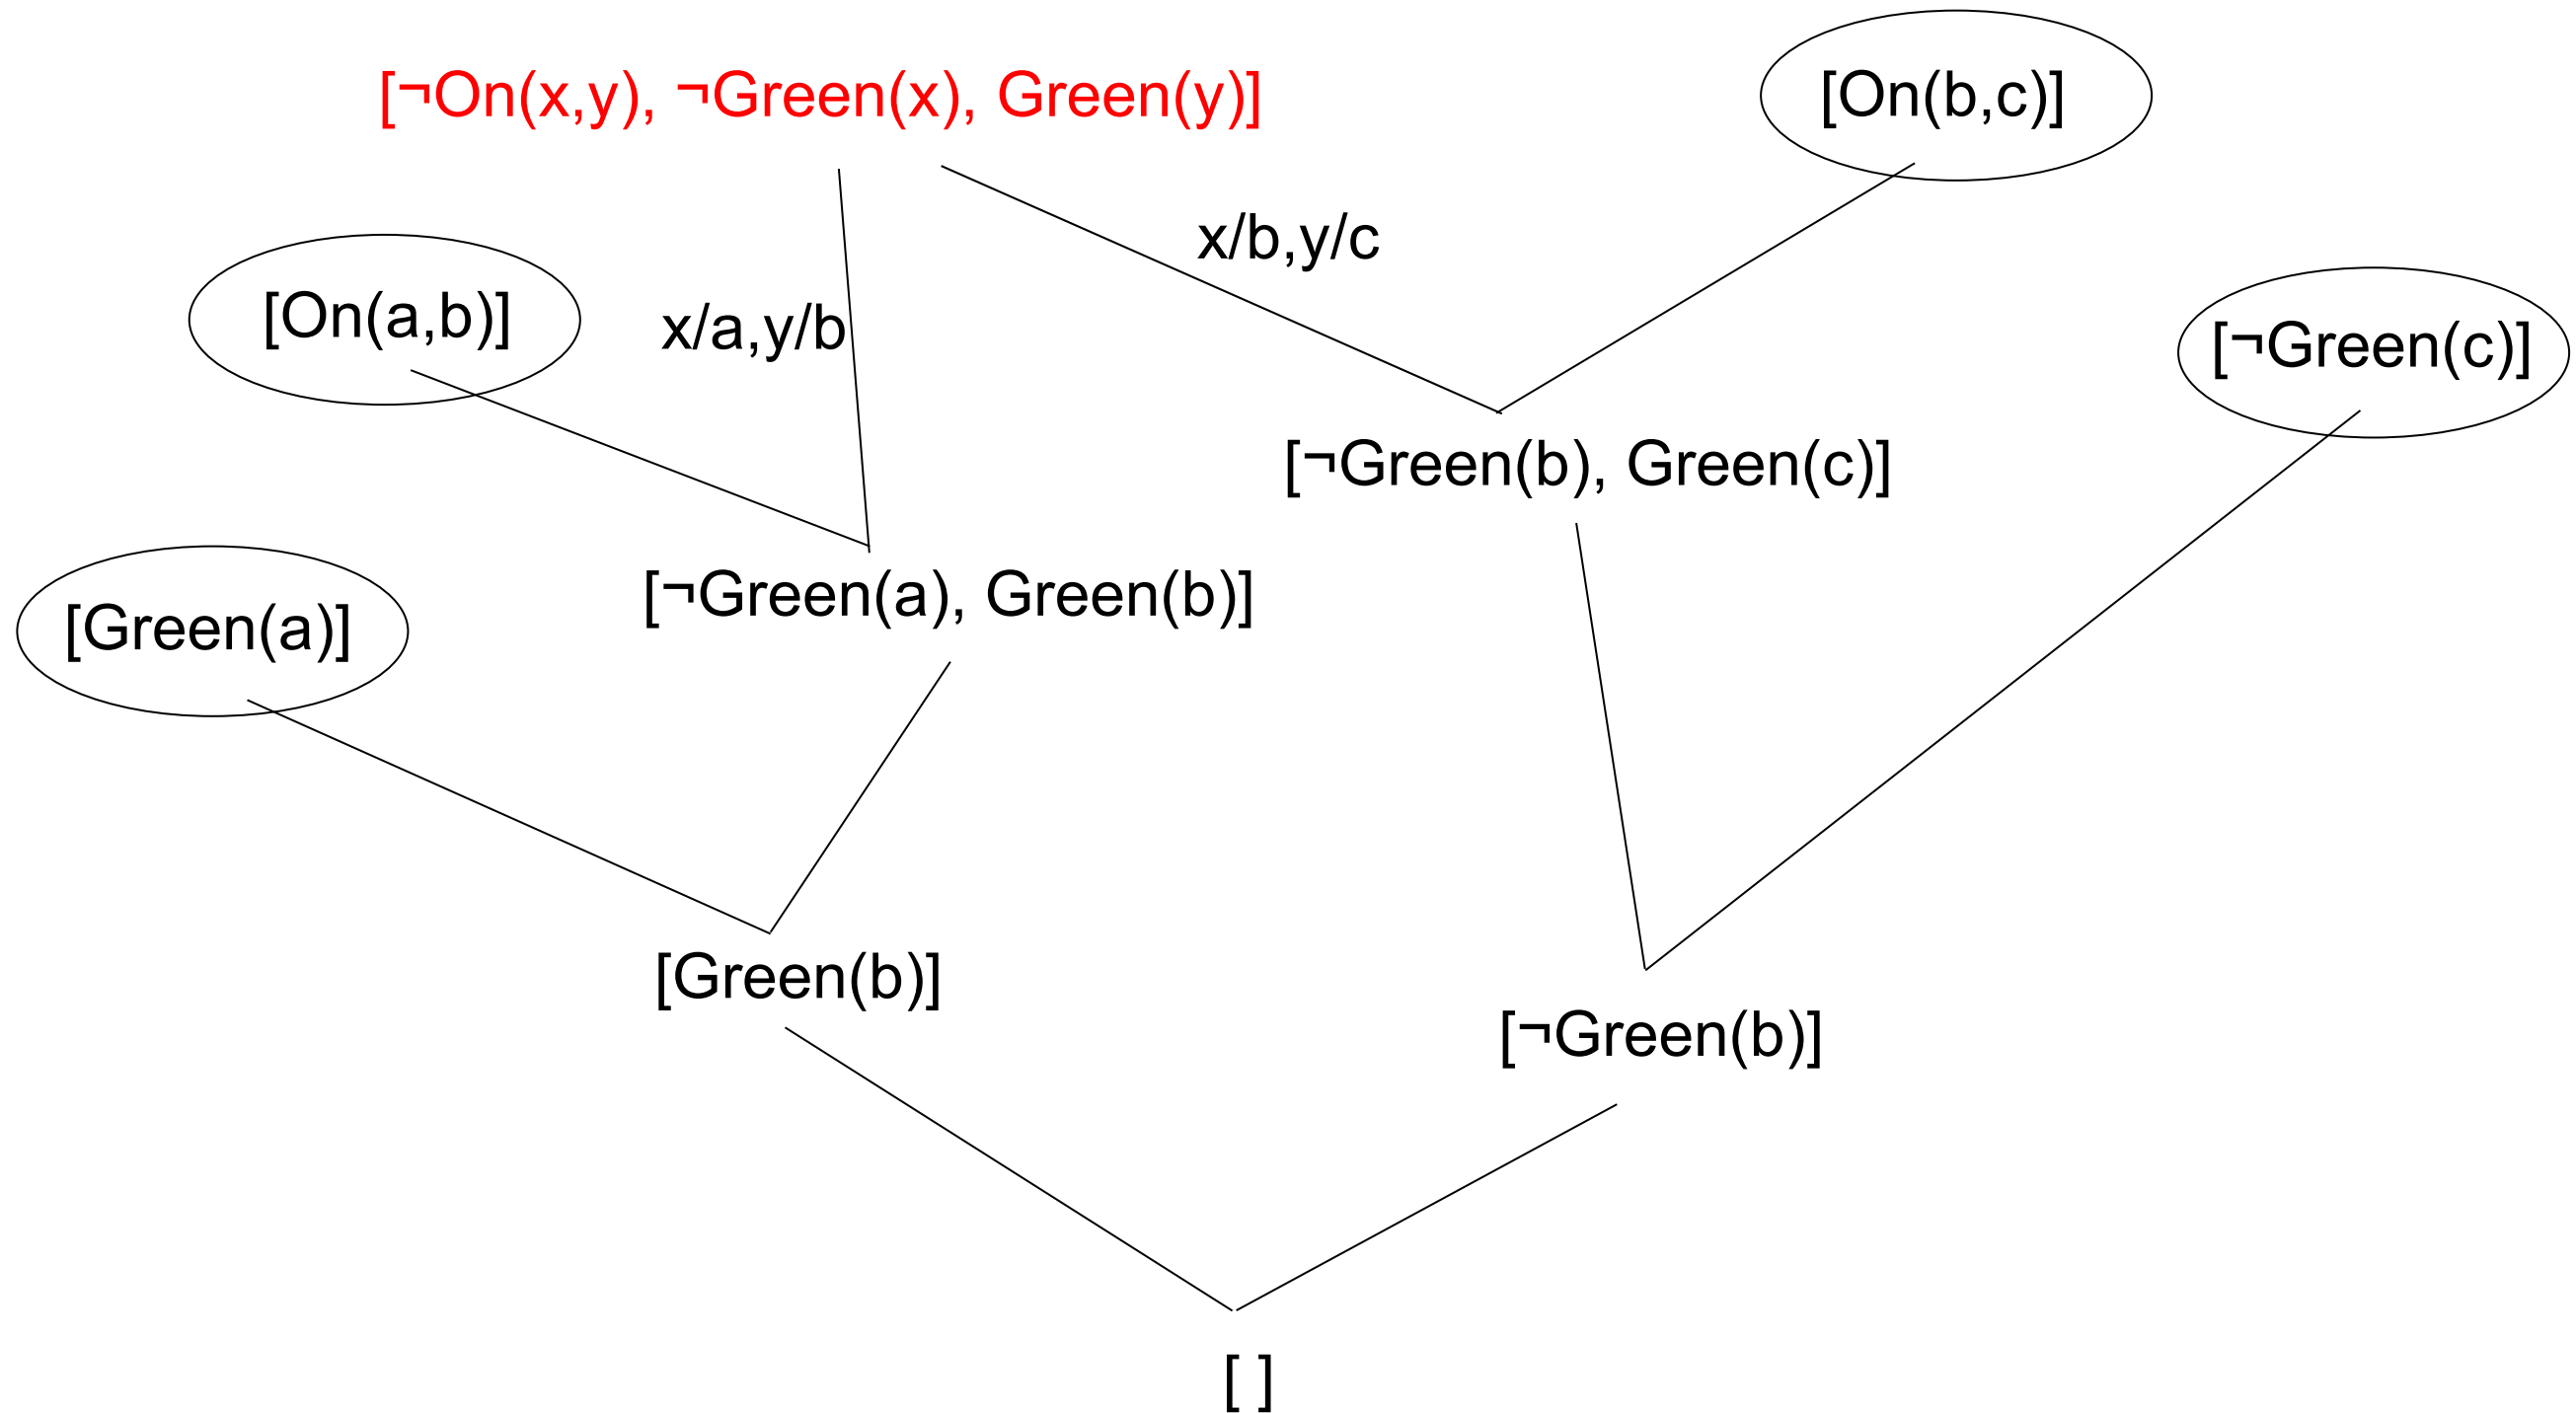 [¬On(x,y), ¬Green(x), Green(y)]
[On(b,c)]
x/b,y/c
[On(a,b)]
x/a,y/b
[¬Green(c)]
[¬Green(b), Green(c)]
[¬Green(a), Green(b)]
[Green(a)]
[Green(b)]
[¬Green(b)]
[ ]